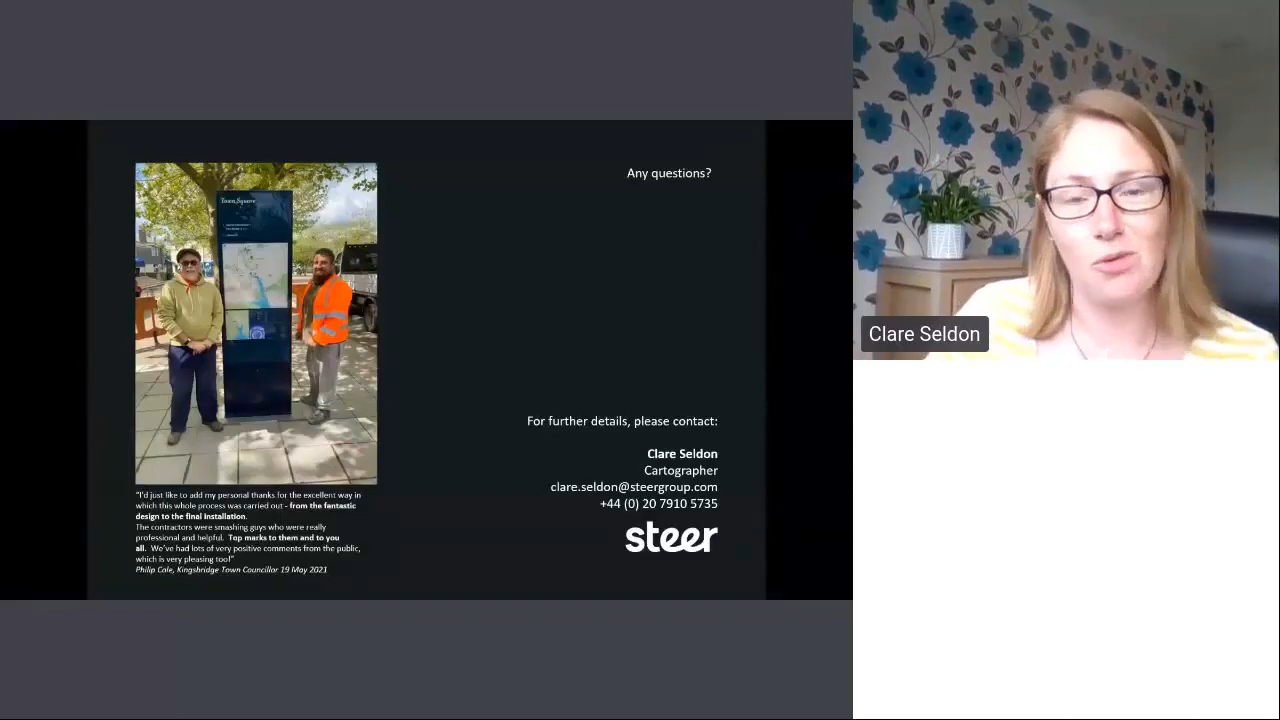 Town Square
Any questions?
For further details, please contact:
Clare Seldon
Cartographer
clare.seldon@steergroup.com
+44 (0) 20 7910 5735
steer
"I'd just like to add my personal thanks for the excellent way in
which this whole process was carried out - from the fantastic
design to the final installation.
The contractors were smashing guys who were really
professional and helpful. Top marks to them and to you
all. We've had lots of very positive comments from the public,
which is very pleasing too!"
Philip Cole, Kingsbridge Town Councillor 19 May 2021
Clare Seldon